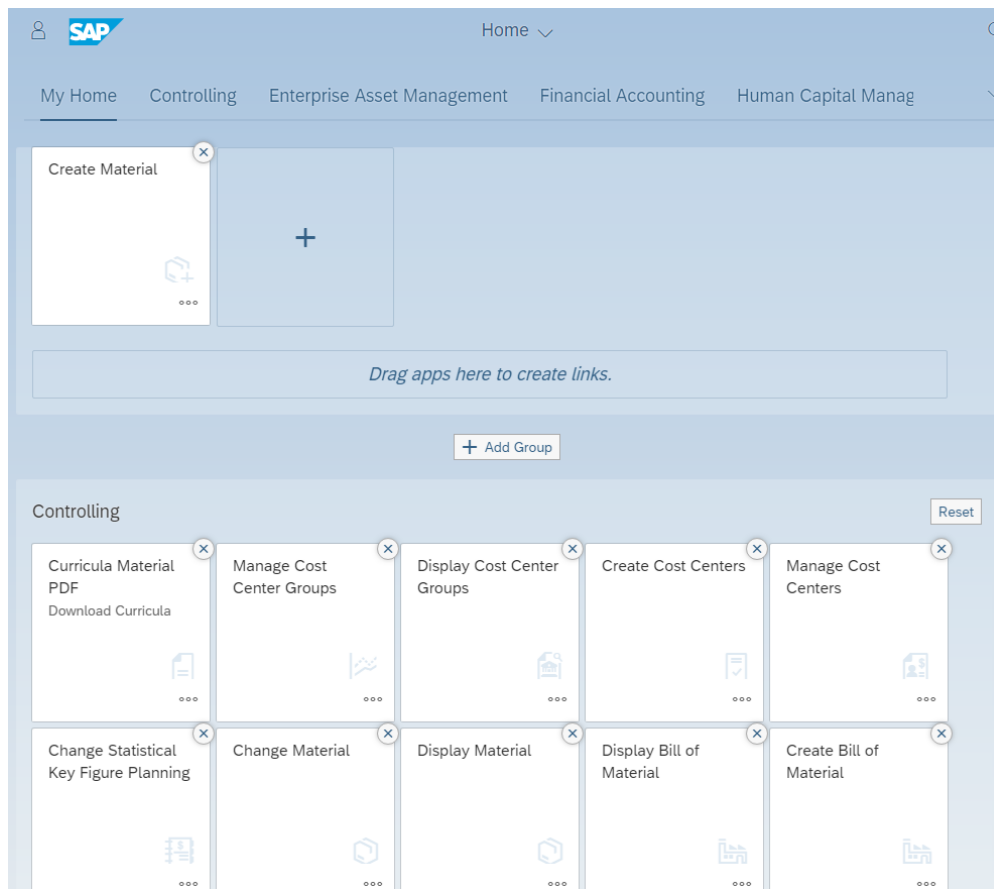 SAP
Home
My Home Controlling Enterprise Asset Management Financial Accounting Human Capital Manag
Create Material
Drag apps here to create links.
Add Group
Controlling
Reset
Curricula Material
PDF
Download Curricula
Manage Cost
Center Groups
Display Cost Center
Groups
Create Cost Centers
Manage Cost
Centers
Change Statistical
Key Figure Planning
Change Material
Display Material
Display Bill of
Material
Create Bill of
Material